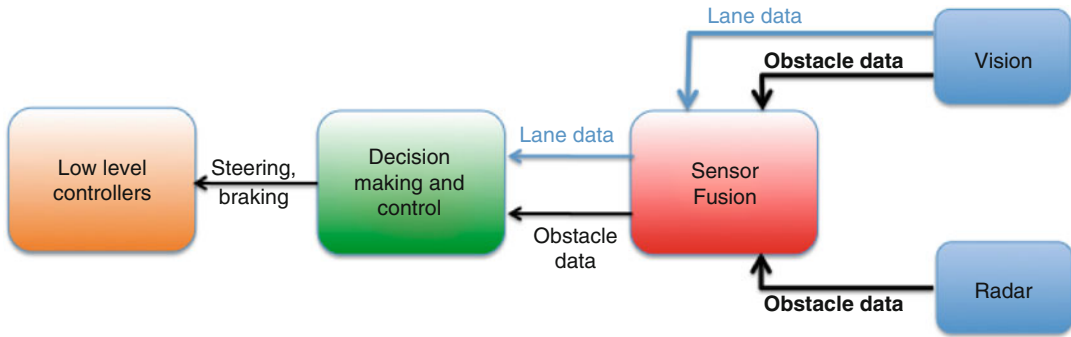 Lane data
Obstacle data
Vision
Low level
controllers
Steering,
braking
Decision
making and
control
Lane data
Obstacle
data
Sensor
Fusion
Obstacle data
Radar